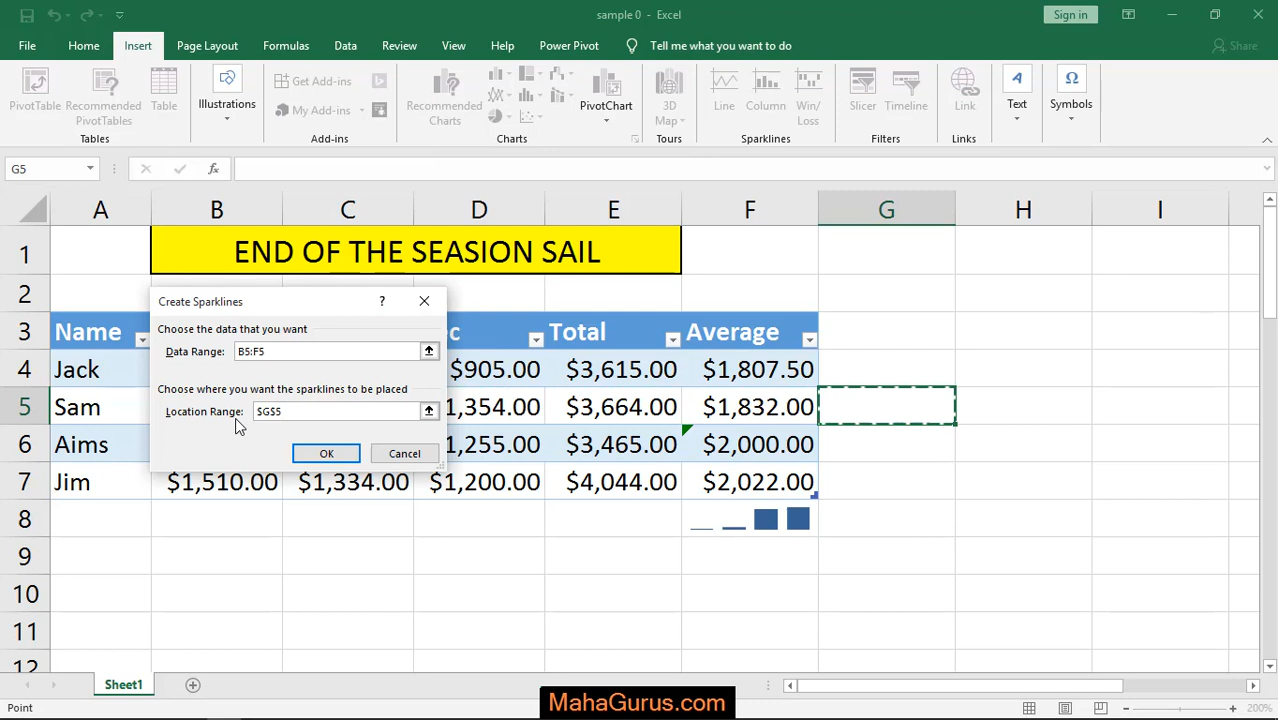 sample 0 - Excel
Sign in
File Home Insert Page Layout Formulas Data Review View Help Power Pivot Tell me what you want to do Share
PivotTable Recommended PivotTables Table
Illustrations
Get Add-ins
My Add-ins
Recommended Charts
PivotChart
3D Map
Line Column Win/Loss
Slicer Timeline
Link
Text
Symbols
Tables Add-ins Charts Tours Sparklines Filters Links
G5 fx
A B C D E F G H I
1 END OF THE SEASION SAIL
2
3 Name c Total Average
4 Jack $905.00 $3,615.00 $1,807.50
5 Sam 1,354.00 $3,664.00 $1,832.00
6 Aims 1,255.00 $3,465.00 $2,000.00
7 Jim $1,510.00 $1,334.00 $1,200.00 $4,044.00 $2,022.00
8
9
10
11
12
Create Sparklines ?
Choose the data that you want
Data Range: B5:F5
Choose where you want the sparklines to be placed
Location Range: $G$5
OK Cancel
Sheet1
MahaGurus.com
Point 200%